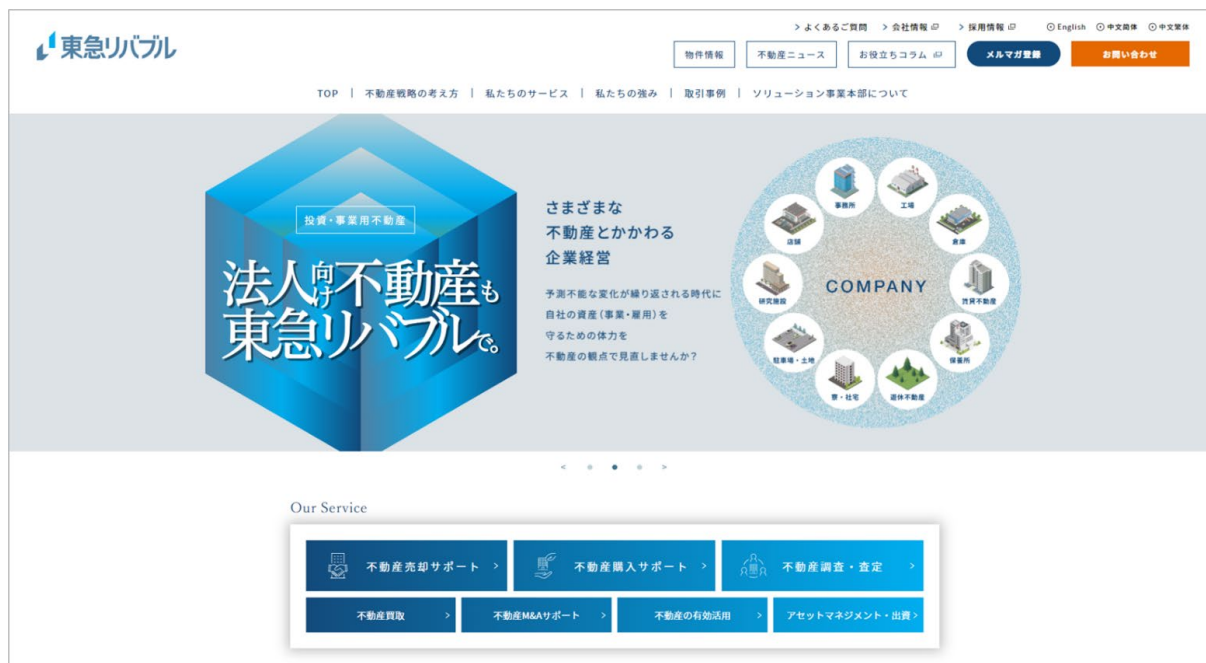 東急リバブル
よくあるご質問 会社情報 採用情報 English 中文简体 中文繁体
物件情報 不動産ニュース お役立ちコラム メルマガ登録 お問い合わせ
TOP | 不動産戦略の考え方 | 私たちのサービス | 私たちの強み | 取引事例 | ソリューション事業本部について
投資・事業用不動産
法人向け不動産も
東急リバブルで。
さまざまな
不動産とかかわる
企業経営
予測不能な変化が繰り返される時代に
自社の資産(事業・雇用)を
守るための体力を
不動産の観点で見直しませんか?
COMPANY
事務所
工場
倉庫
賃貸不動産
保養所
遊休不動産
寮・社宅
駐車場・土地
研究施設
店舗
Our Service
不動産売却サポート
不動産購入サポート
不動産調査・査定
不動産買取
不動産M&Aサポート
不動産の有効活用
アセットマネジメント・出資